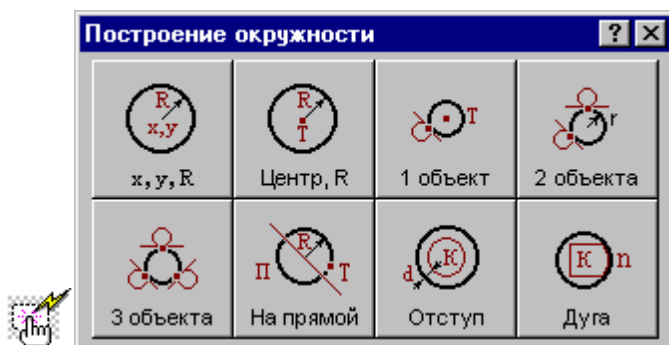 Построение окружности ? X
R R T r
x,y T
x,y,R Центр, R 1 объект 2 объекта
R К К n
П T d
3 объекта На прямой Отступ Дуга